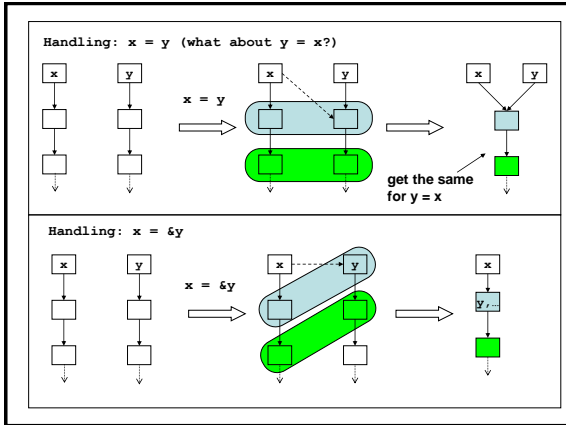 Handling: x = y (what about y = x?)
x y x y x y
x = y
get the same
for y = x
Handling: x = &y
x y x y x
x = &y
y,…